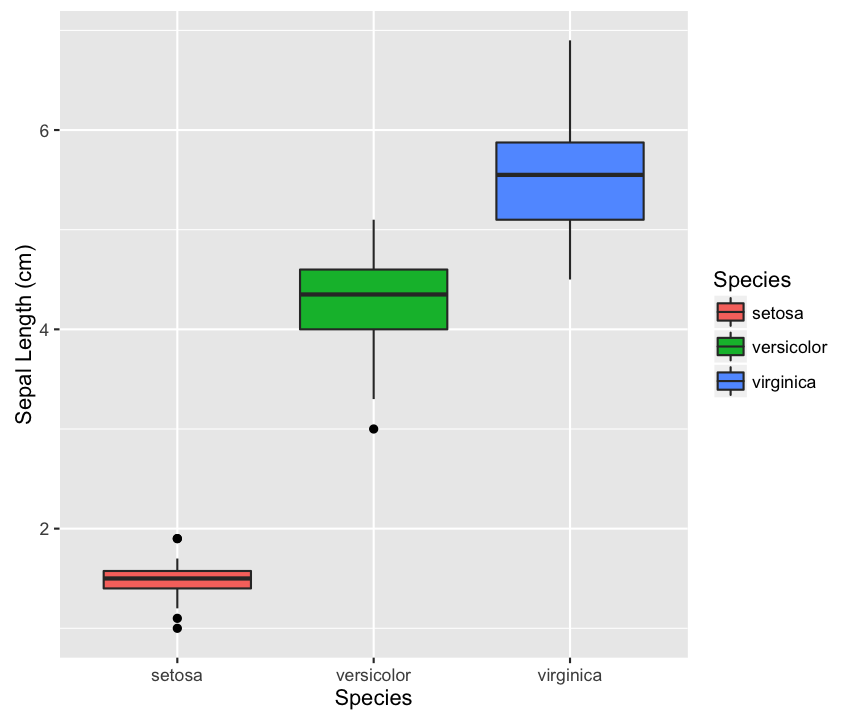 Sepal Length (cm)
6
4
2
setosa
versicolor
virginica
Species
Species
setosa
versicolor
virginica